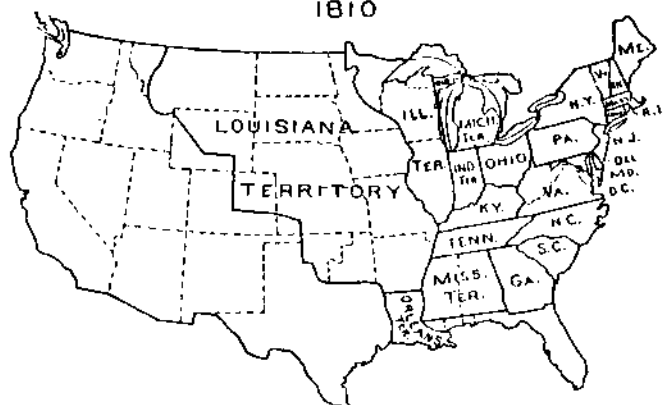 1810
ME.
N.Y.
R.I.
ILL.
MICH.
TER.
LOUISIANA
PA.
N.J.
TER.
IND.
TER.
OHIO
DEL.
MD.
D.C.
TERRITORY
VA.
KY.
N.C.
TENN.
S.C.
MISS.
TER.
GA.
ORLEANS
TER.